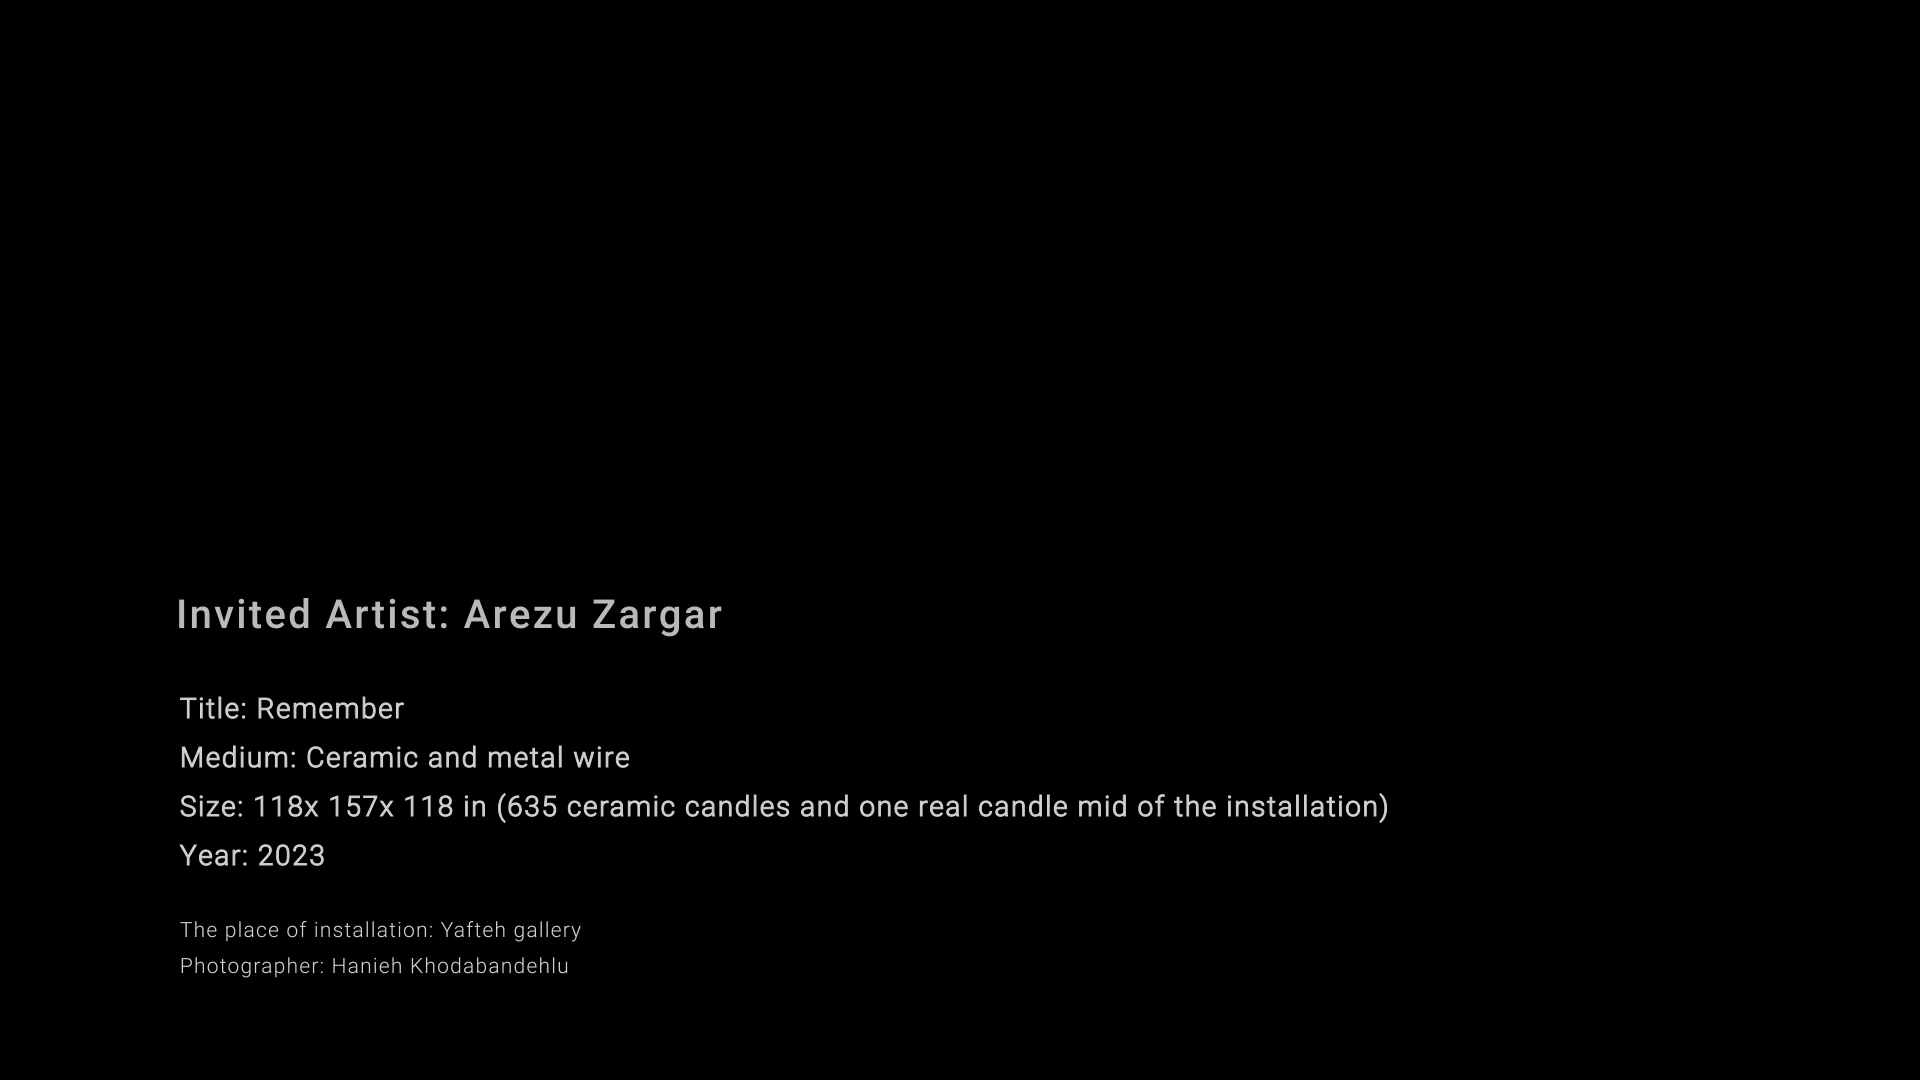 Invited Artist: Arezu Zargar
Title: Remember
Medium: Ceramic and metal wire
Size: 118x 157x 118 in (635 ceramic candles and one real candle mid of the installation)
Year: 2023
The place of installation: Yafteh gallery
Photographer: Hanieh Khodabandehlu